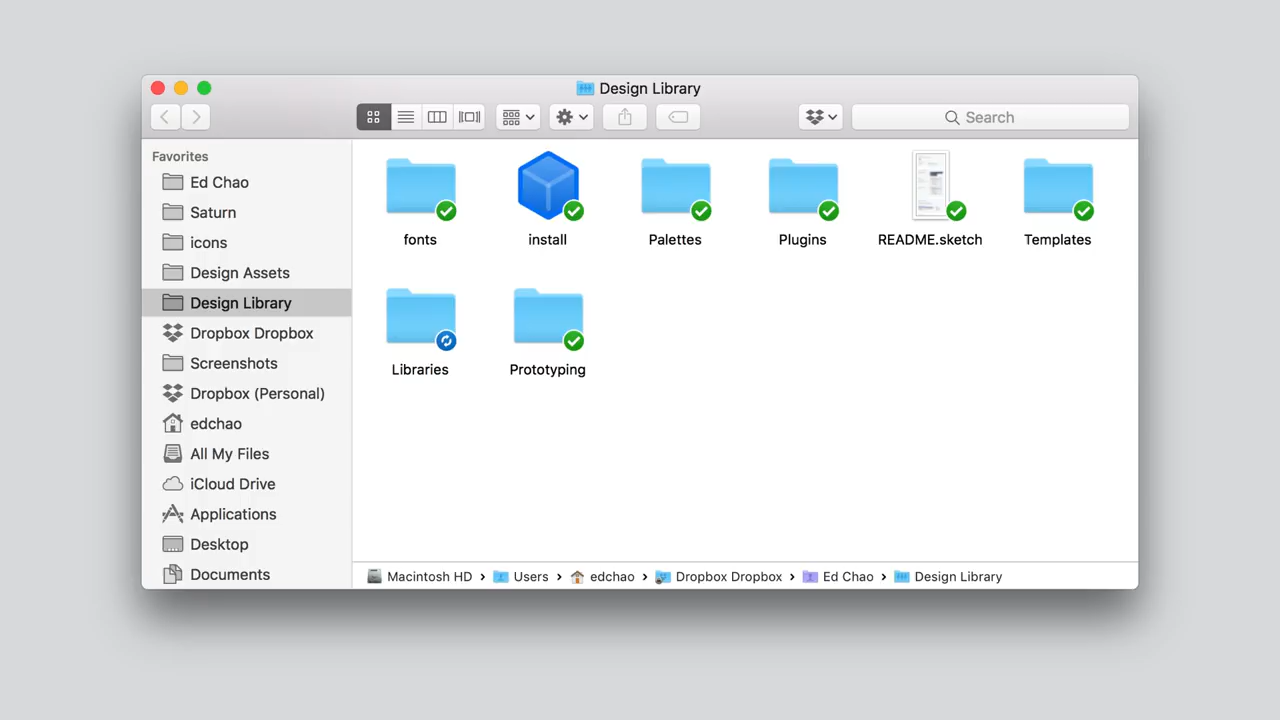 Design Library
Search
Favorites
Ed Chao
Saturn
icons
Design Assets
Design Library
Dropbox Dropbox
Screenshots
Dropbox (Personal)
edchao
All My Files
iCloud Drive
Applications
Desktop
Documents
fonts
install
Palettes
Plugins
README.sketch
Templates
Libraries
Prototyping
Macintosh HD › Users › edchao › Dropbox Dropbox › Ed Chao › Design Library